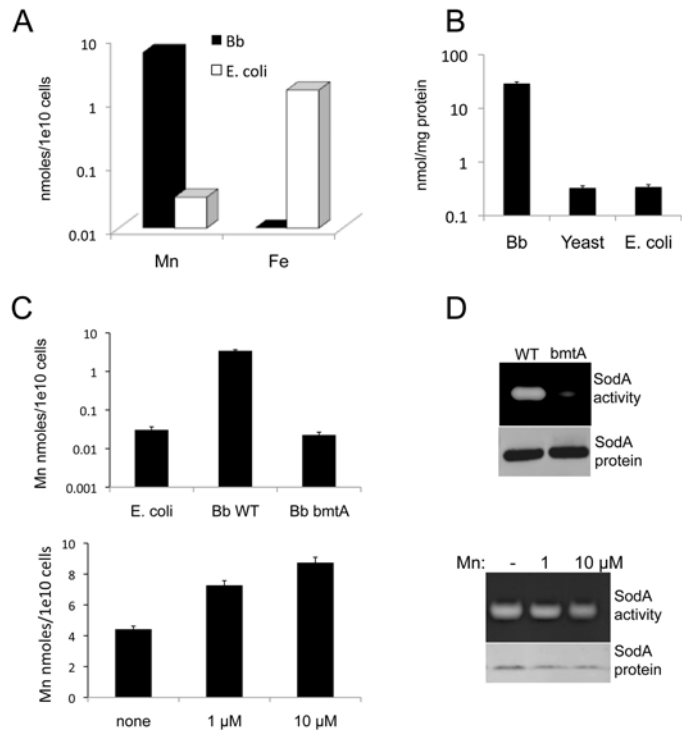 A
nmoles/1e10 cells
10
1
0.1
0.01
Bb
E. coli
Mn
Fe
B
nmol/mg protein
100
10
1
0.1
Bb
Yeast
E. coli
C
Mn nmoles/1e10 cells
10
1
0.1
0.01
0.001
E. coli
Bb WT
Bb bmtA
Mn nmoles/1e10 cells
10
8
6
4
2
0
none
1 µM
10 µM
D
WT bmtA
SodA
activity
SodA
protein
Mn: - 1 10 µM
SodA
activity
SodA
protein